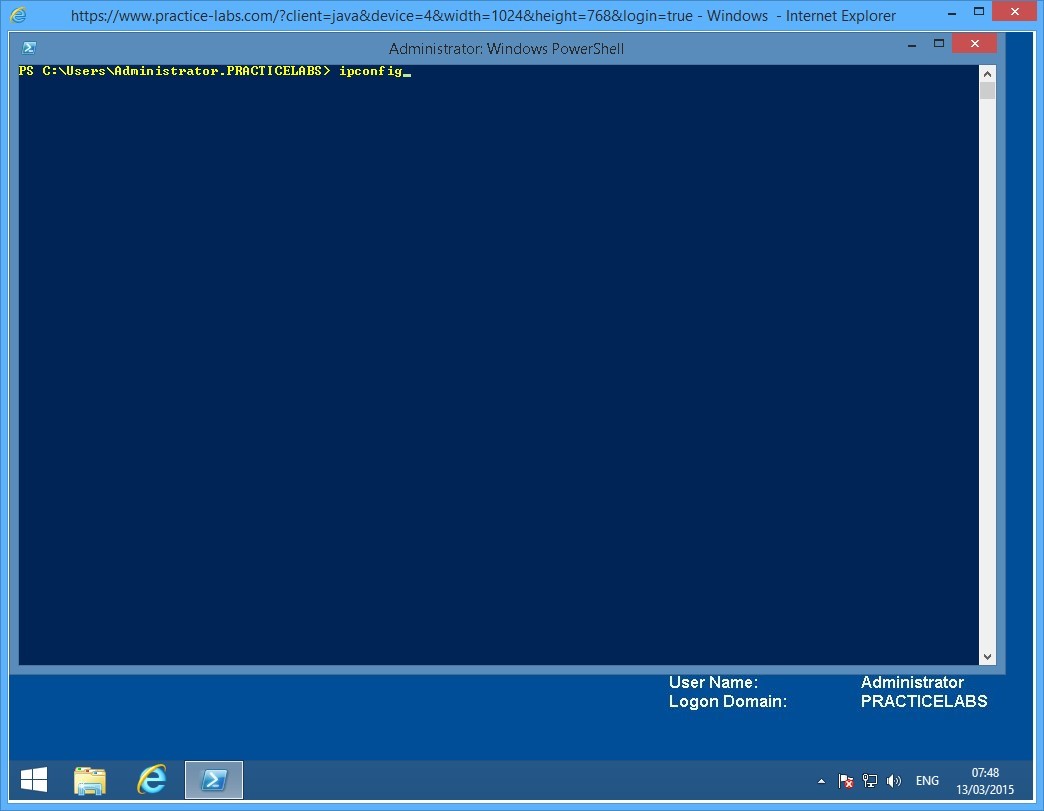 https://www.practice-labs.com/?client=java&device=4&width=1024&height=768&login=true - Windows - Internet Explorer
Administrator: Windows PowerShell
PS C:\Users\Administrator.PRACTICELABS> ipconfig_
User Name: Administrator
Logon Domain: PRACTICELABS
ENG
07:48
13/03/2015